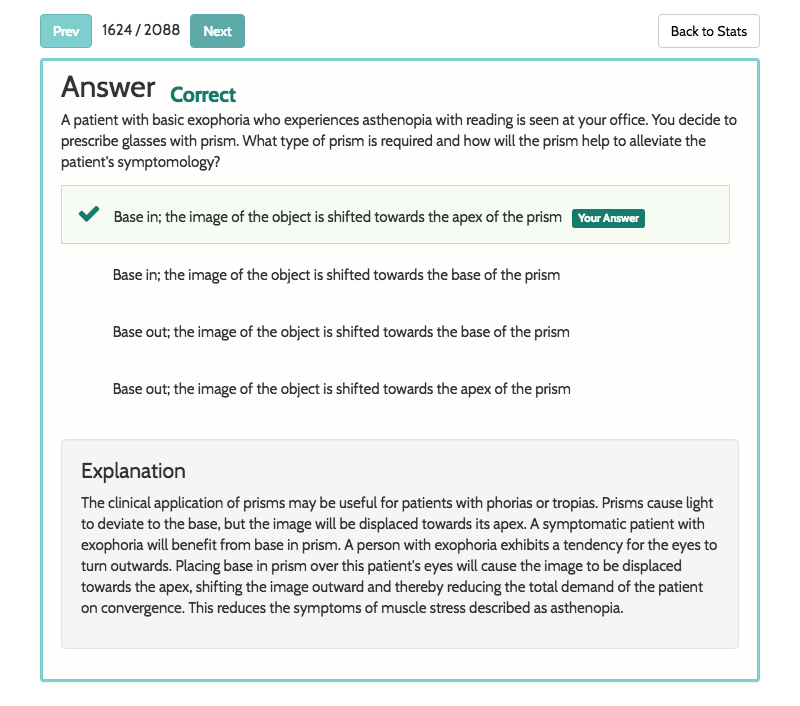 Prev 1624 / 2088 Next Back to Stats
Answer Correct
A patient with basic exophoria who experiences asthenopia with reading is seen at your office. You decide to
prescribe glasses with prism. What type of prism is required and how will the prism help to alleviate the
patient's symptomology?
Base in; the image of the object is shifted towards the apex of the prism Your Answer
Base in; the image of the object is shifted towards the base of the prism
Base out; the image of the object is shifted towards the base of the prism
Base out; the image of the object is shifted towards the apex of the prism
Explanation
The clinical application of prisms may be useful for patients with phorias or tropias. Prisms cause light
to deviate to the base, but the image will be displaced towards its apex. A symptomatic patient with
exophoria will benefit from base in prism. A person with exophoria exhibits a tendency for the eyes to
turn outwards. Placing base in prism over this patient's eyes will cause the image to be displaced
towards the apex, shifting the image outward and thereby reducing the total demand of the patient
on convergence. This reduces the symptoms of muscle stress described as asthenopia.